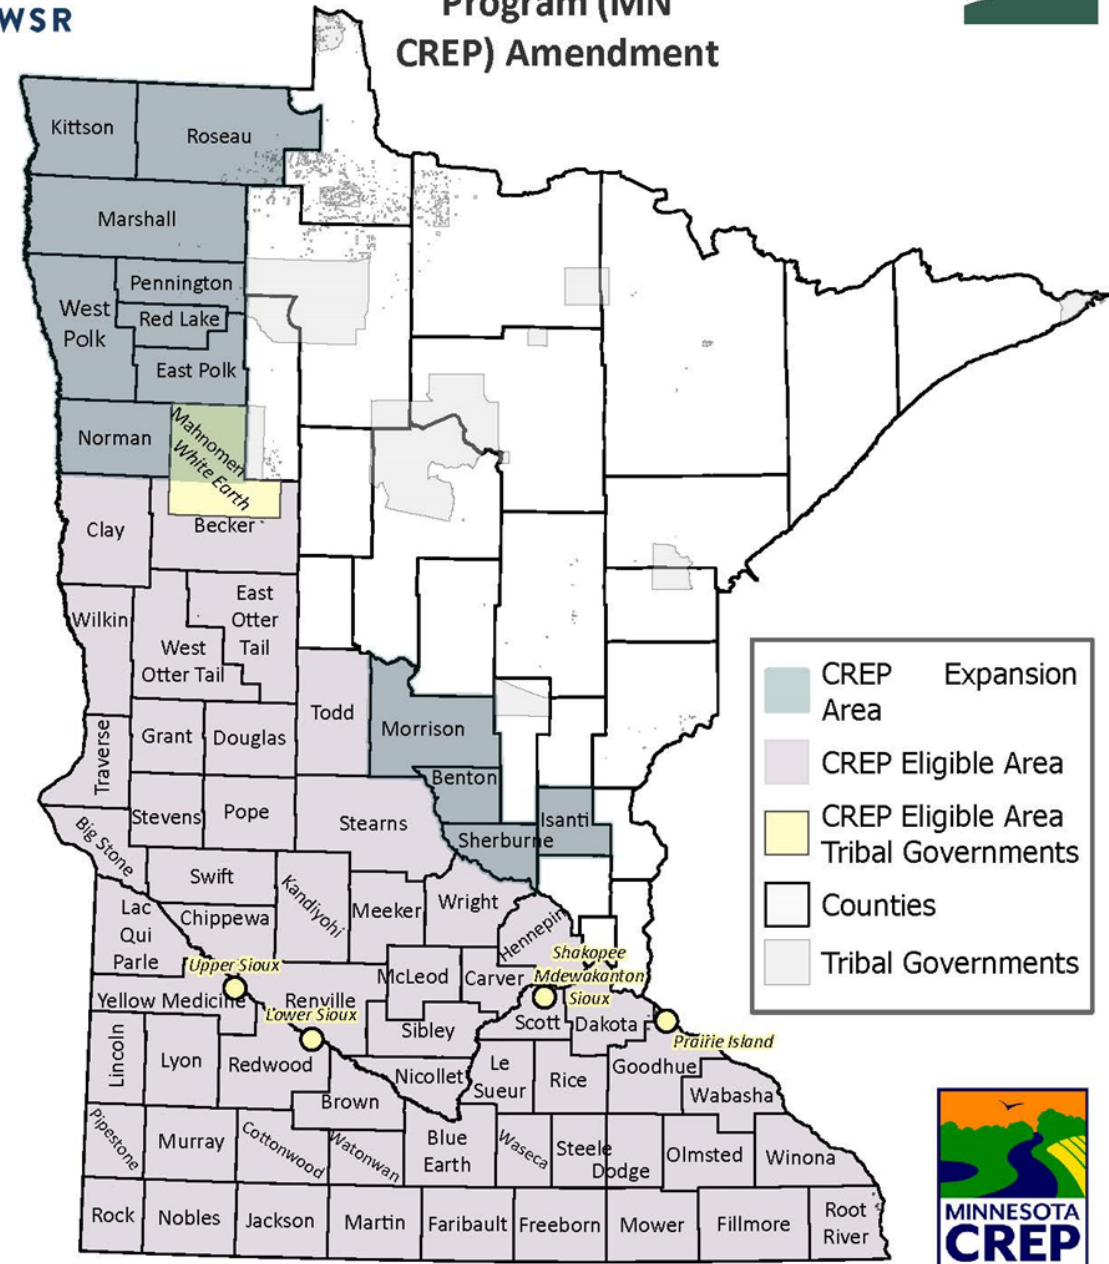 WSR
Program (MN
CREP) Amendment
Kittson
Roseau
Marshall
Pennington
West
Polk
Red Lake
East Polk
Norman
Mahnomen
White Earth
Clay
Becker
Wilkin
East
Otter
Tail
West
Otter Tail
Todd
Morrison
Traverse
Grant
Douglas
Benton
Stevens
Pope
Stearns
Isanti
Sherburne
Big Stone
Swift
Kandiyohi
Meeker
Wright
Hennepin
Lac
Qui
Parle
Chippewa
Upper Sioux
McLeod
Carver
Shakopee
Mdewakanton
Sioux
Yellow Medicine
Renville
Lower Sioux
Sibley
Scott
Dakota
Prairie Island
Lincoln
Lyon
Redwood
Nicollet
Le
Sueur
Rice
Goodhue
Wabasha
Brown
Pipestone
Murray
Cottonwood
Watonwan
Blue
Earth
Waseca
Steele
Dodge
Olmsted
Winona
Rock
Nobles
Jackson
Martin
Faribault
Freeborn
Mower
Fillmore
Root
River
CREP Expansion
Area
CREP Eligible Area
CREP Eligible Area
Tribal Governments
Counties
Tribal Governments
MINNESOTA
CREP